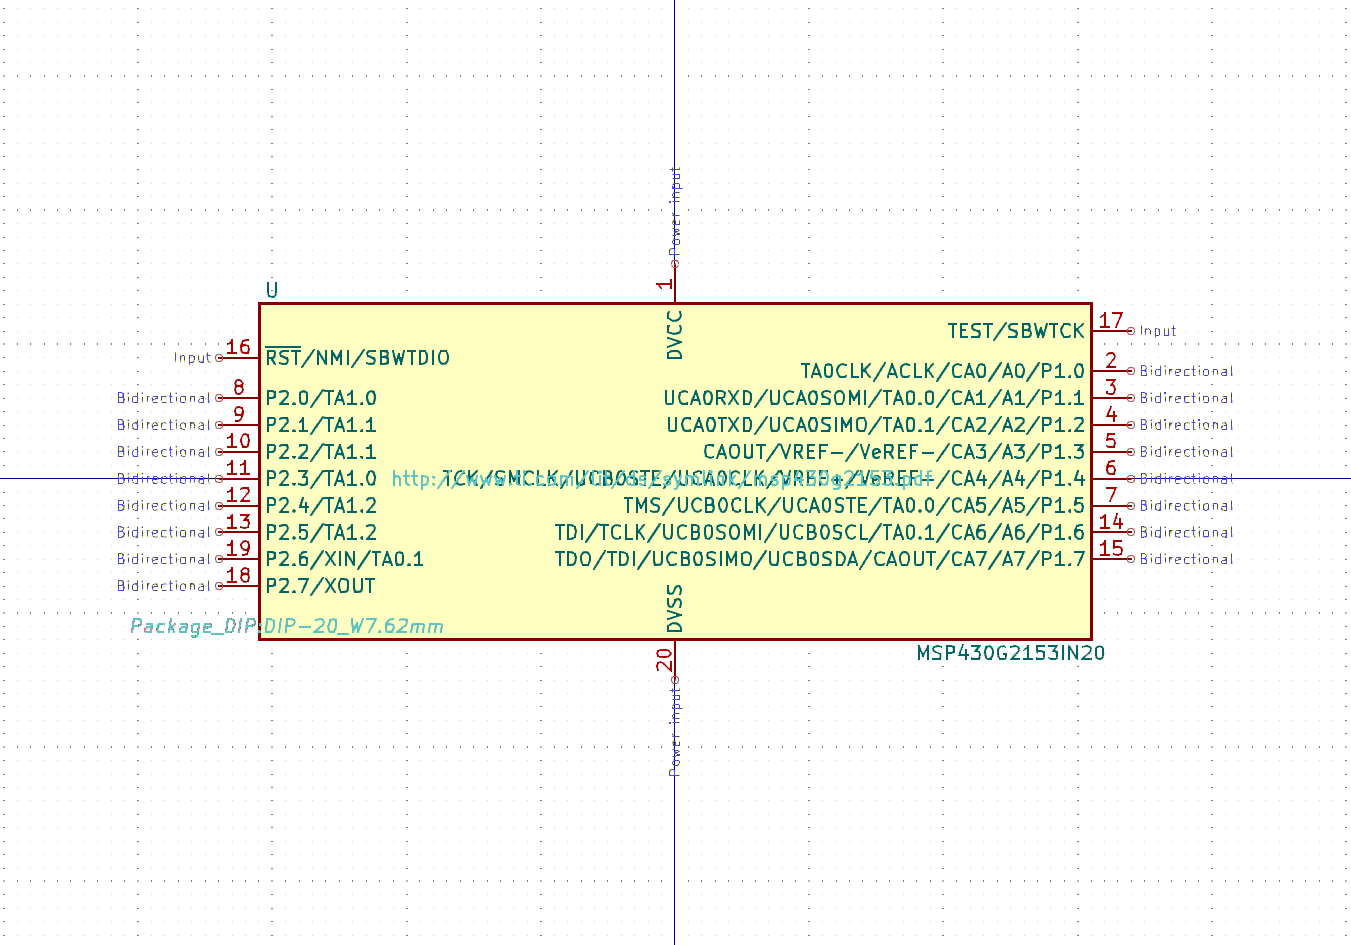 Power input
1
U
DVCC
17
TEST/SBWTCK
Input
Input
16
RST/NMI/SBWTDIO
TA0CLK/ACLK/CA0/A0/P1.0
2
Bidirectional
Bidirectional
8
P2.0/TA1.0
UCA0RXD/UCA0SOMI/TA0.0/CA1/A1/P1.1
3
Bidirectional
Bidirectional
9
P2.1/TA1.1
UCA0TXD/UCA0SIMO/TA0.1/CA2/A2/P1.2
4
Bidirectional
Bidirectional
10
P2.2/TA1.1
CAOUT/VREF-/VeREF-/CA3/A3/P1.3
5
Bidirectional
Bidirectional
11
P2.3/TA1.0
http://www.ti.com/lit/ds/symlink/msp430g2153.pdf
TCK/SMCLK/UCB0STE/UCA0CLK/VREF+/VeREF+/CA4/A4/P1.4
6
Bidirectional
Bidirectional
12
P2.4/TA1.2
TMS/UCB0CLK/UCA0STE/TA0.0/CA5/A5/P1.5
7
Bidirectional
Bidirectional
13
P2.5/TA1.2
TDI/TCLK/UCB0SOMI/UCB0SCL/TA0.1/CA6/A6/P1.6
14
Bidirectional
Bidirectional
19
P2.6/XIN/TA0.1
TDO/TDI/UCB0SIMO/UCB0SDA/CAOUT/CA7/A7/P1.7
15
Bidirectional
Bidirectional
18
P2.7/XOUT
DVSS
Package_DIP:DIP-20_W7.62mm
20
MSP430G2153IN20
Power input